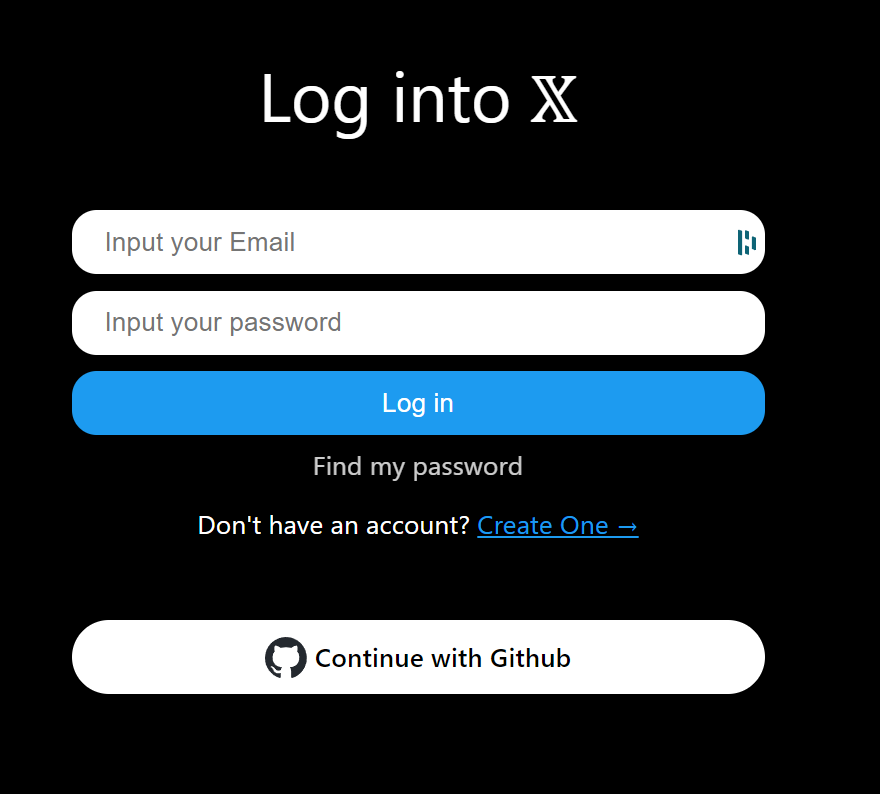 Log into 𝕏
Input your Email
Input your password
Log in
Find my password
Don't have an account? Create One →
Continue with Github